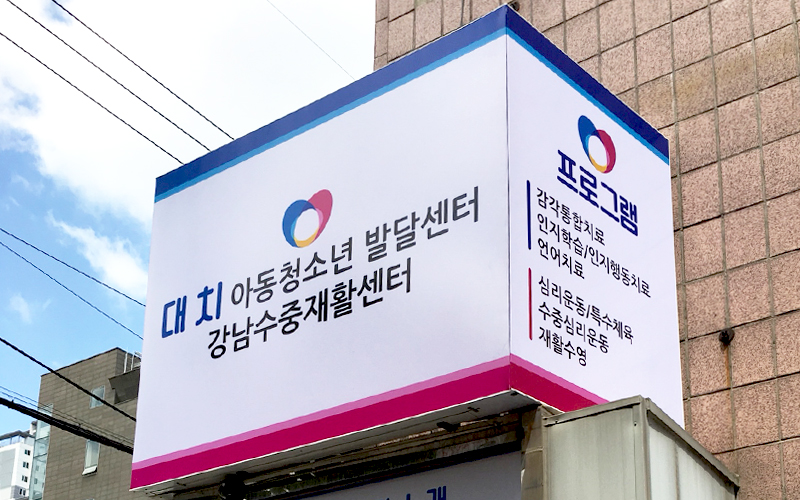 대치 아동청소년 발달센터
강남수중재활센터
프로그램
감각통합치료
인지학습/인지행동치료
언어치료
심리운동/특수체육
수중심리운동
재활수영